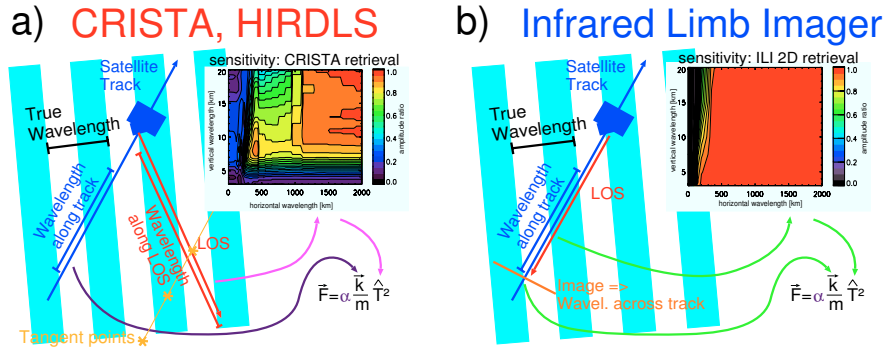 a) CRISTA, HIRDLS
Satellite
Track
True
Wavelength
Wavelength
along track
Wavelength
along LOS
LOS
Tangent points
sensitivity: CRISTA retrieval
vertical wavelength [km]
20
15
10
5
0 500 1000 1500 2000
horizontal wavelength [km]
1.0
0.8
0.6
0.4
0.2
0.0
amplitude ratio
F⃗=α k⃗/m T̂²
b) Infrared Limb Imager
Satellite
Track
True
Wavelength
Wavelength
along track
LOS
Image =>
Wavel. across track
sensitivity: ILI 2D retrieval
vertical wavelength [km]
20
15
10
5
0 500 1000 1500 2000
horizontal wavelength [km]
1.0
0.8
0.6
0.4
0.2
0.0
amplitude ratio
F⃗=α k⃗/m T̂²